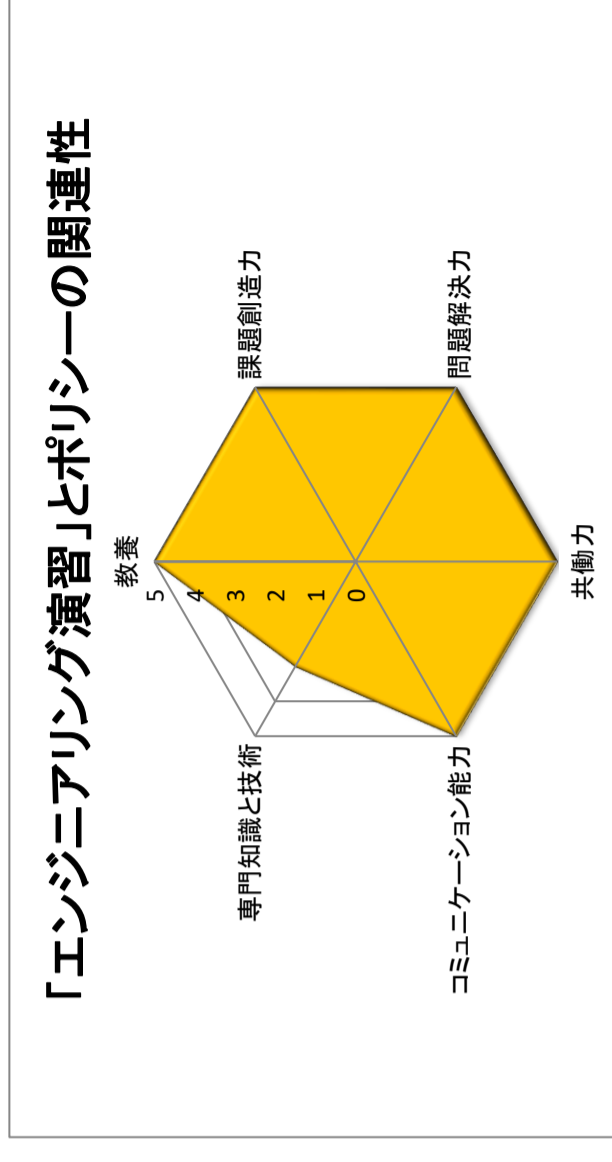 「エンジニアリング演習」とポリシーの関連性
教養
5
4
3
2
1
0
課題創造力
問題解決力
共働力
コミュニケーション能力
専門知識と技術